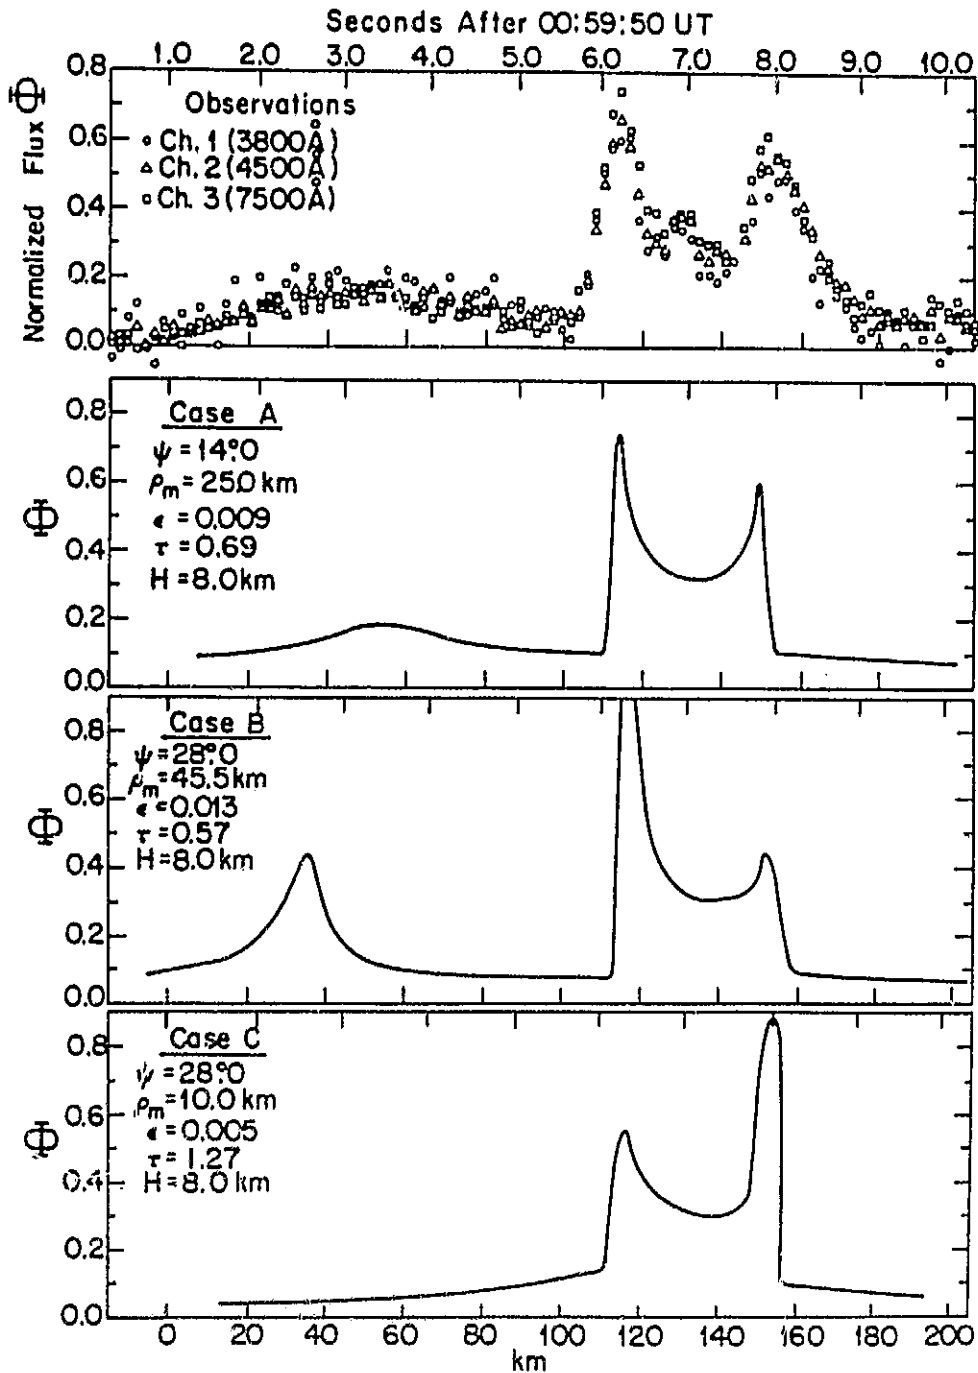 Seconds After 00:59:50 UT
1.0 2.0 3.0 4.0 5.0 6.0 7.0 8.0 9.0 10.0
Normalized Flux Φ
0.8
0.6
0.4
0.2
0.0
Observations
○ Ch. 1 (3800Å)
△ Ch. 2 (4500Å)
□ Ch. 3 (7500Å)
Φ
0.8
0.6
0.4
0.2
0.0
Case A
ψ = 14°.0
ρm = 25.0 km
ϵ = 0.009
τ = 0.69
H = 8.0 km
Φ
0.8
0.6
0.4
0.2
0.0
Case B
ψ = 28°.0
ρm = 45.5 km
ϵ = 0.013
τ = 0.57
H = 8.0 km
Φ
0.8
0.6
0.4
0.2
0.0
Case C
ψ = 28°.0
ρm = 10.0 km
ϵ = 0.005
τ = 1.27
H = 8.0 km
0 20 40 60 80 100 120 140 160 180 200
km